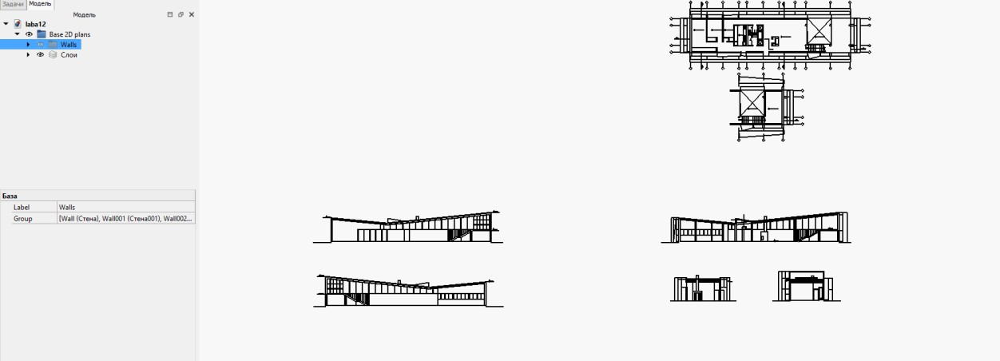 Задачи Модель
Модель
laba12
Base 2D plans
Walls
Слои
База
Label Walls
Group [Wall (Стена), Wall001 (Стена001), Wall002...